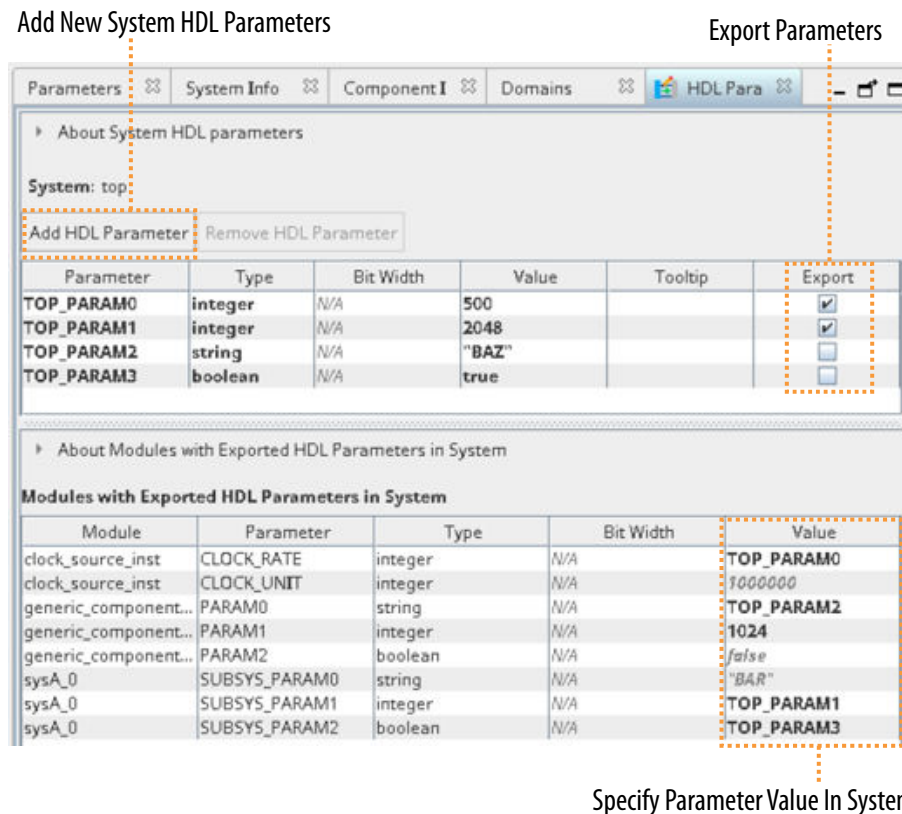 Add New System HDL Parameters
Export Parameters
Parameters System Info Component I Domains HDL Para
About System HDL parameters
System: top
Add HDL Parameter Remove HDL Parameter
Parameter Type Bit Width Value Tooltip Export
TOP_PARAM0 integer N/A 500
TOP_PARAM1 integer N/A 2048
TOP_PARAM2 string N/A "BAZ"
TOP_PARAM3 boolean N/A true
About Modules with Exported HDL Parameters in System
Modules with Exported HDL Parameters in System
Module Parameter Type Bit Width Value
clock_source_inst CLOCK_RATE integer N/A TOP_PARAM0
clock_source_inst CLOCK_UNIT integer N/A 1000000
generic_component... PARAM0 string N/A TOP_PARAM2
generic_component... PARAM1 integer N/A 1024
generic_component... PARAM2 boolean N/A false
sysA_0 SUBSYS_PARAM0 string N/A "BAR"
sysA_0 SUBSYS_PARAM1 integer N/A TOP_PARAM1
sysA_0 SUBSYS_PARAM2 boolean N/A TOP_PARAM3
Specify Parameter Value In System